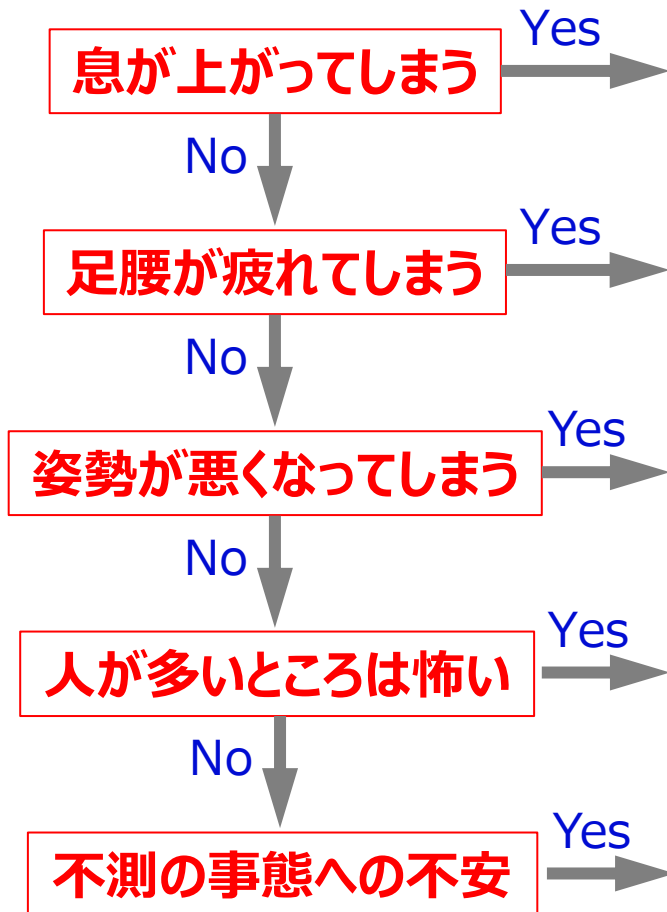 息が上がってしまう
Yes
No
足腰が疲れてしまう
Yes
No
姿勢が悪くなってしまう
Yes
No
人が多いところは怖い
Yes
No
不測の事態への不安
Yes